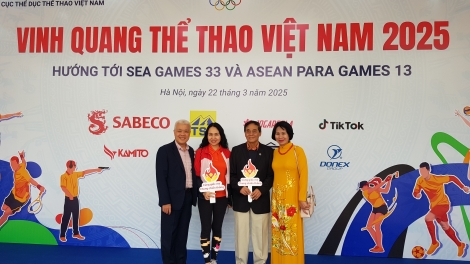 CỤC THỂ DỤC THỂ THAO VIỆT NAM
VINH QUANG THỂ THAO VIỆT NAM 2025
HƯỚNG TỚI SEA GAMES 33 VÀ ASEAN PARA GAMES 13
Hà Nội, ngày 22 tháng 3 năm 2025
SABECO
TikTok
KAMITO
DONEX